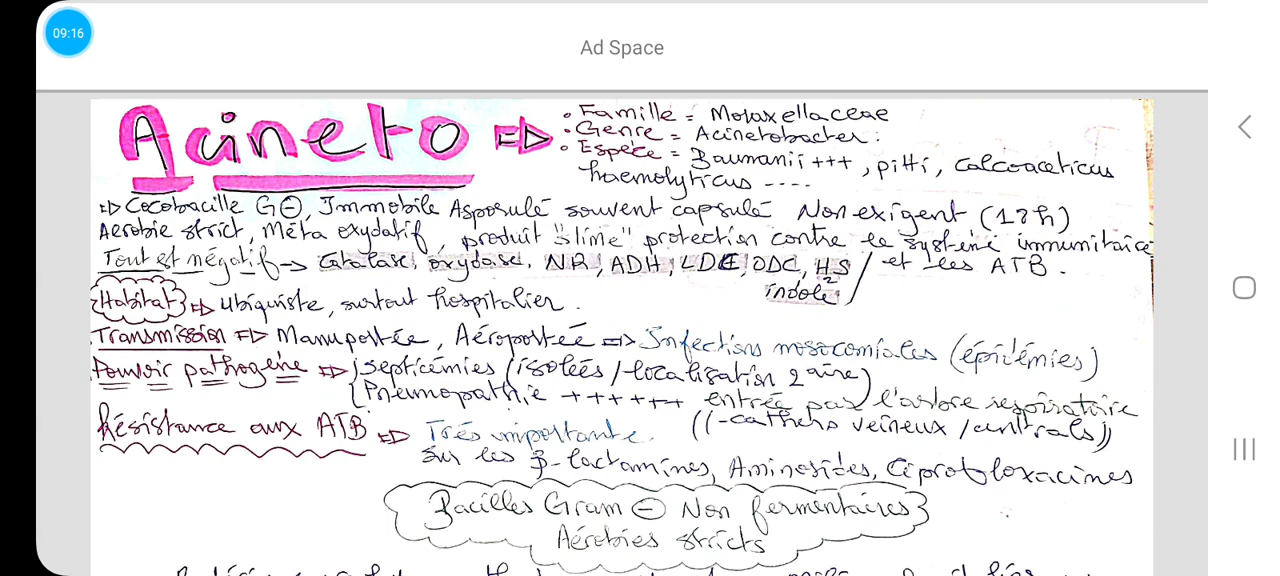 09:16
Ad Space
Acineto ⇒ • Famille = Moraxellaceae
• Genre = Acinetobacter :
• Espèce = Baumanii +++, pitti, calcoaceticus
haemolyticus ....
⇒ Cocobacille G⊖, Immobile Asporulé souvent capsulé Non exigent (18h)
Aerobie strict, Méta oxydatif, produit "slime" protection contre le système immunitaire
Tout est négatif → Catalase, oxydase, NR, ADH, LDC, ODC, H2S / et les ATB.
indole
Habitat ⇒ ubiquiste, surtout hospitalier.
Transmission ⇒ Manuportée, Aéroportée ⇒ Infections nosocomiales (épidémies)
Pouvoir pathogène ⇒ septicémies (isolées / localisation 2aire)
Pneumopathie ++++++ entrée par l'arbre respiratoire
Résistance aux ATB ⇒ Très importante. ((-cathers veineux / centrals))
sur les β-lactamines, Aminosides, Ciprofloxacines
Bacilles Gram ⊖ Non fermentaires
Aérobies stricts